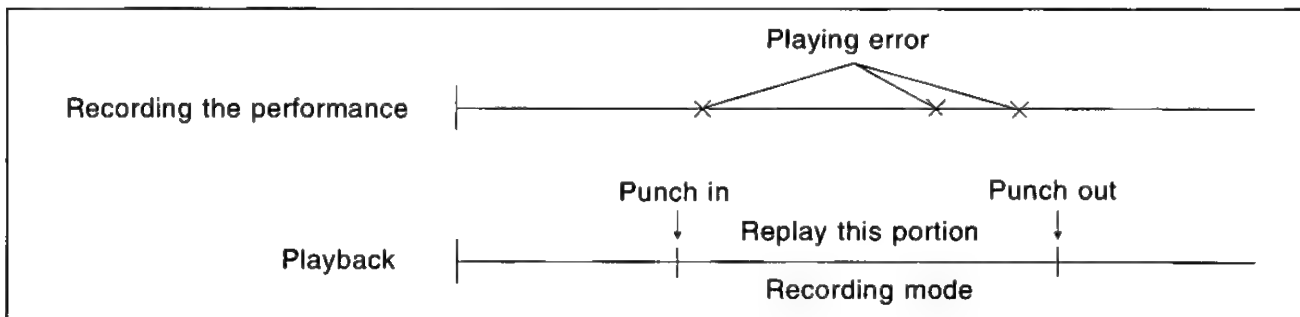 Playing error
Recording the performance
Punch in
Punch out
Replay this portion
Playback
Recording mode